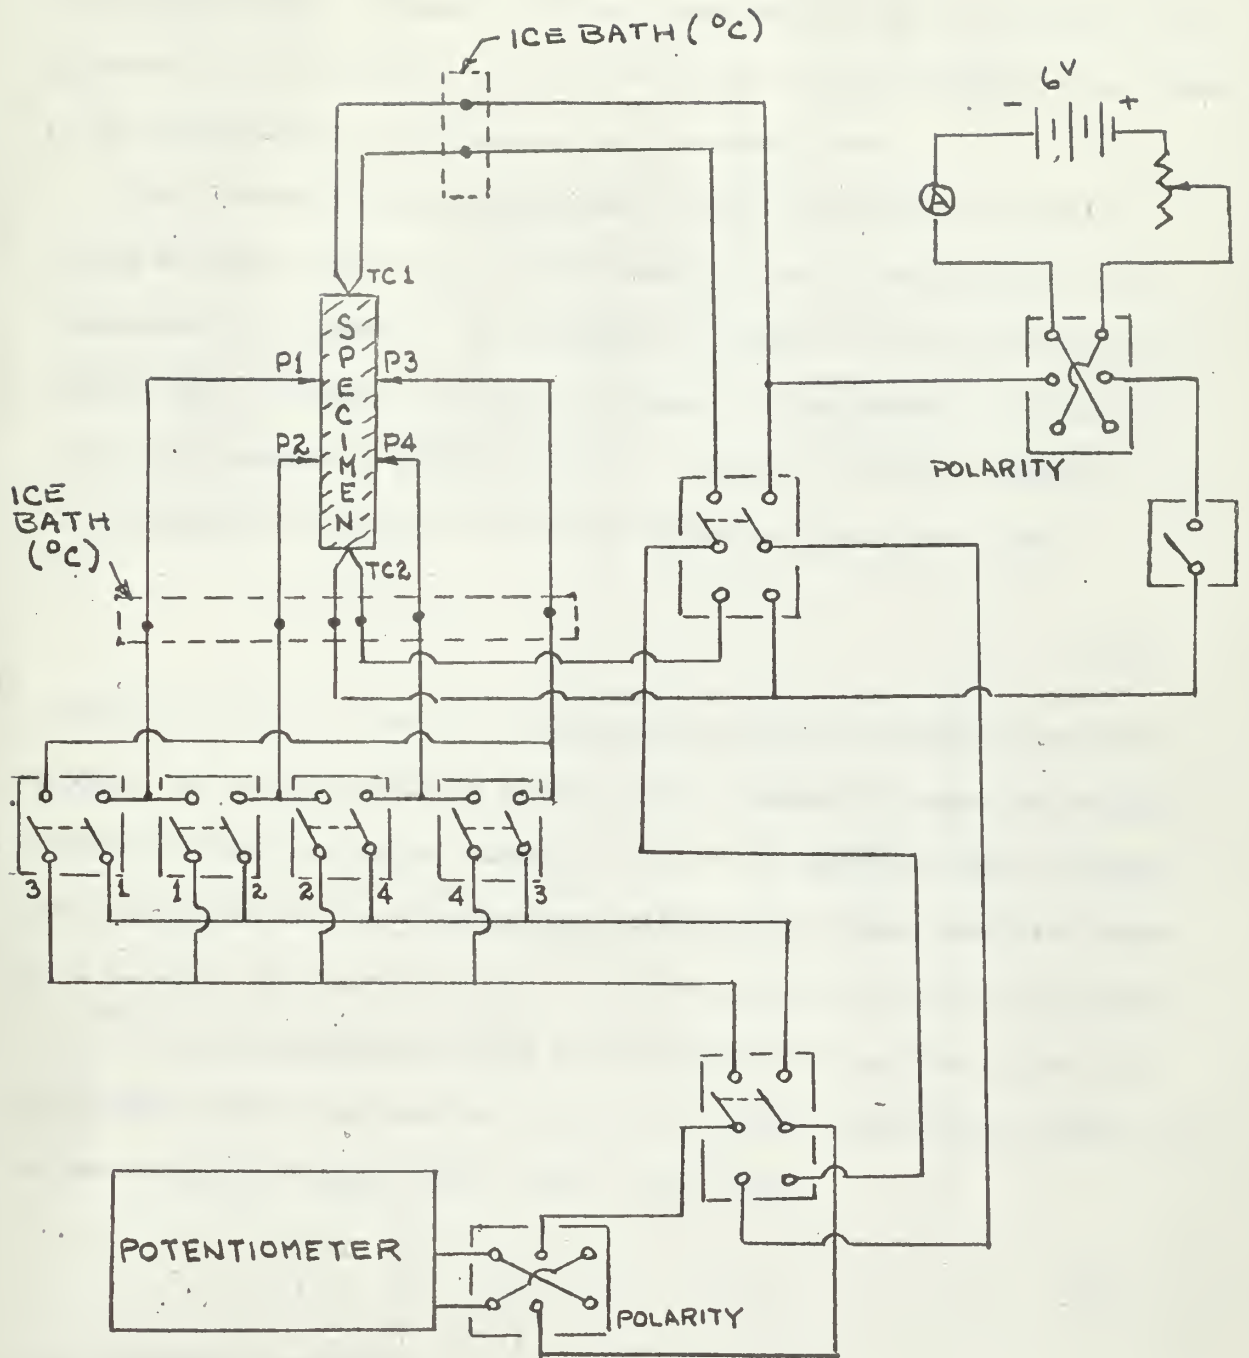 ICE BATH (°C)
6V
- +
A
TC1
SPECIMEN
P1 P3
P2 P4
POLARITY
ICE
BATH
(°C)
TC2
3 1 1 2 2 4 4 3
POTENTIOMETER
POLARITY